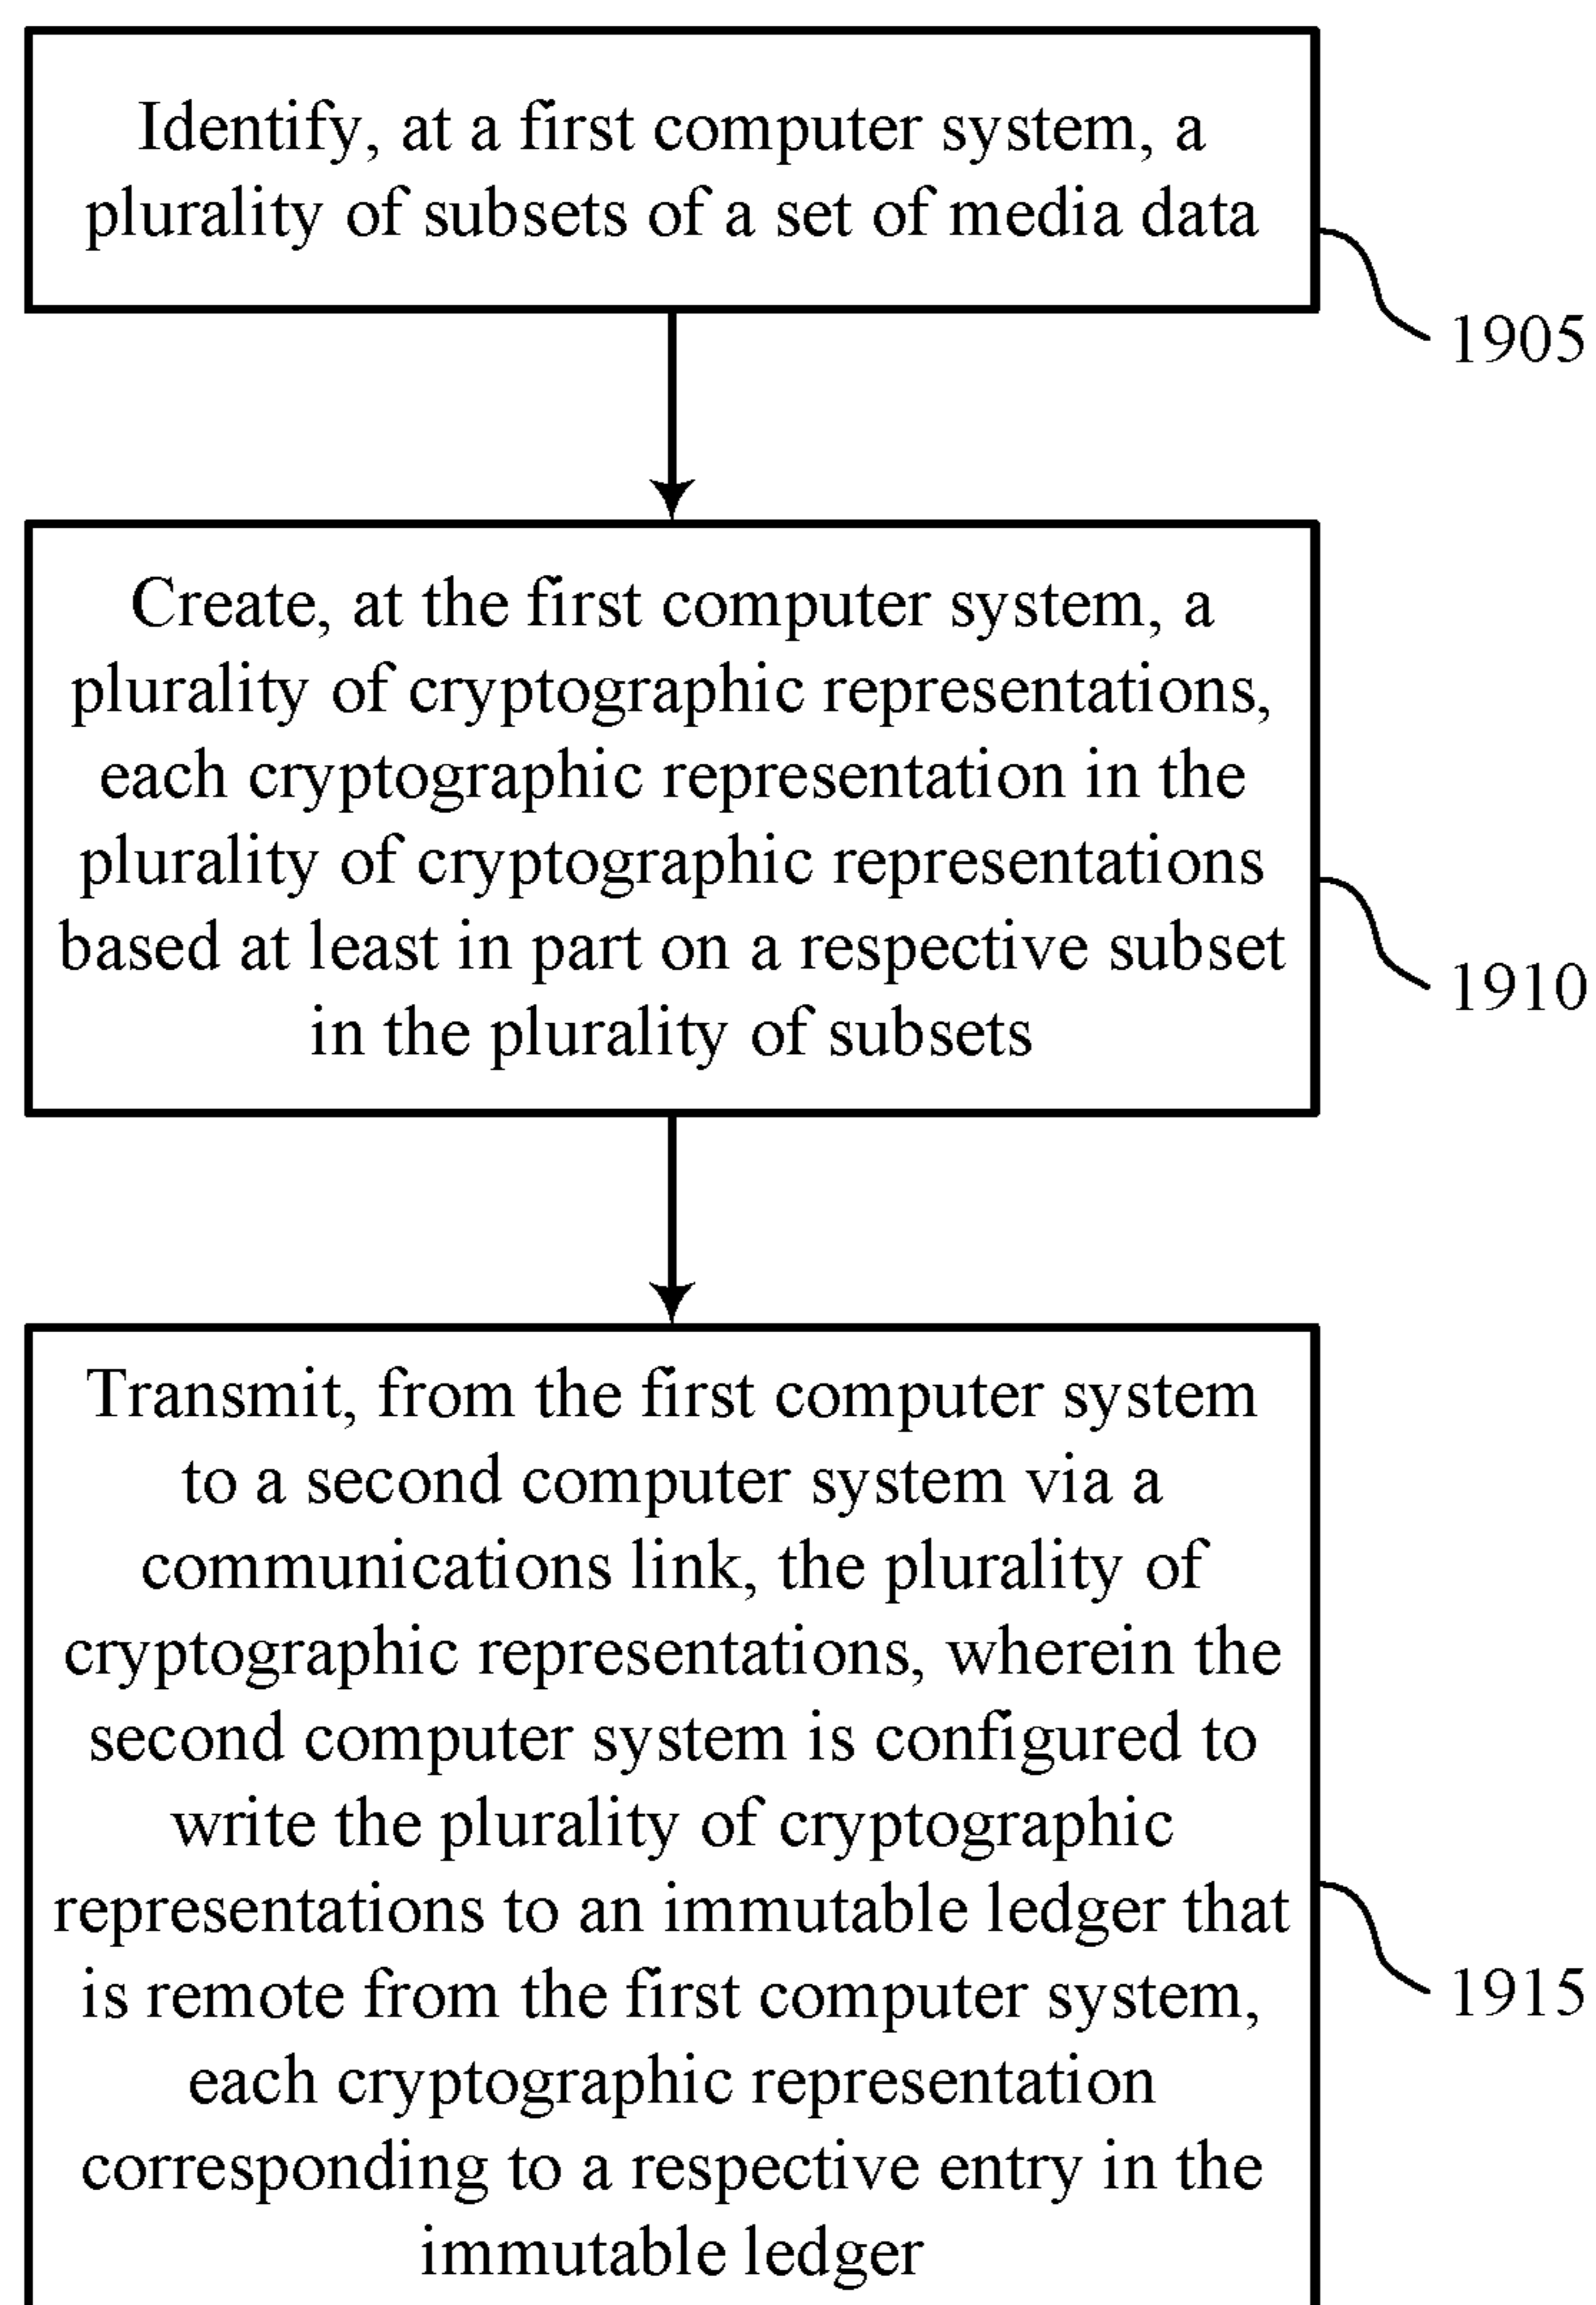 Identify, at a first computer system, a
plurality of subsets of a set of media data
1905
Create, at the first computer system, a
plurality of cryptographic representations,
each cryptographic representation in the
plurality of cryptographic representations
based at least in part on a respective subset
in the plurality of subsets
1910
Transmit, from the first computer system
to a second computer system via a
communications link, the plurality of
cryptographic representations, wherein the
second computer system is configured to
write the plurality of cryptographic
representations to an immutable ledger that
is remote from the first computer system,
each cryptographic representation
corresponding to a respective entry in the
immutable ledger
1915